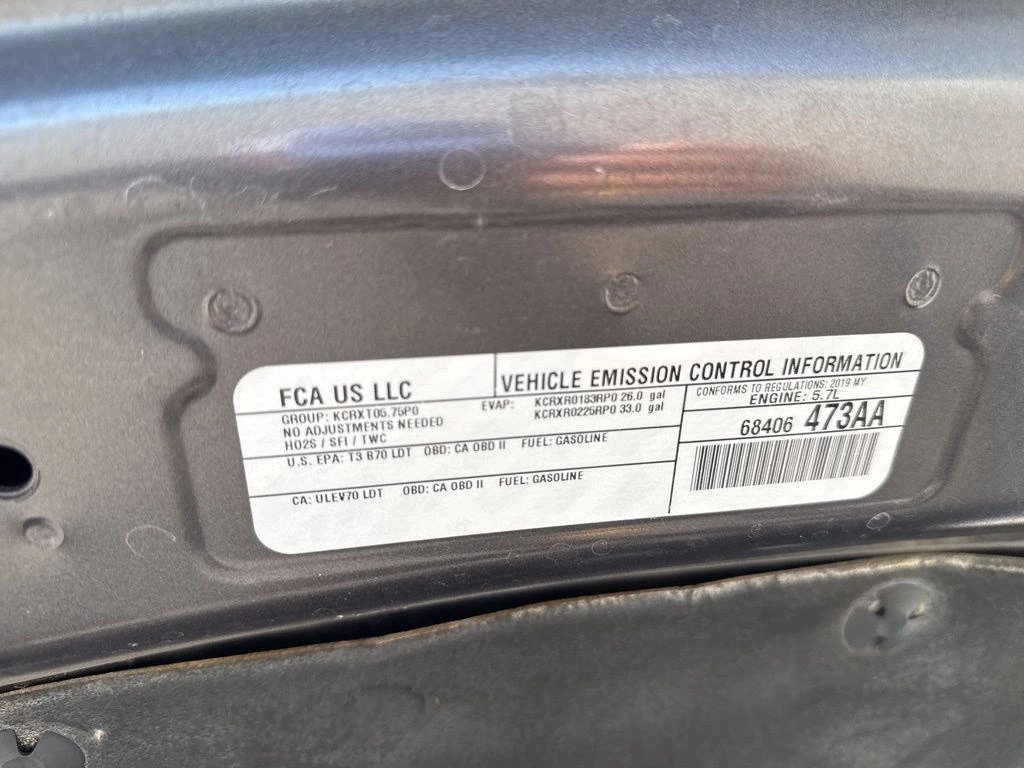 FCA US LLC
VEHICLE EMISSION CONTROL INFORMATION
GROUP: KCRXT05.75P0
NO ADJUSTMENTS NEEDED
HO2S / SFI / TWC
EVAP: KCRXR0183RP0 26.0 gal
KCRXR0225RP0 33.0 gal
CONFORMS TO REGULATIONS: 2019 MY
ENGINE: 5.7L
68406 473AA
U.S. EPA: T3 B70 LDT OBD: CA OBD II FUEL: GASOLINE
CA: ULEV70 LDT OBD: CA OBD II FUEL: GASOLINE